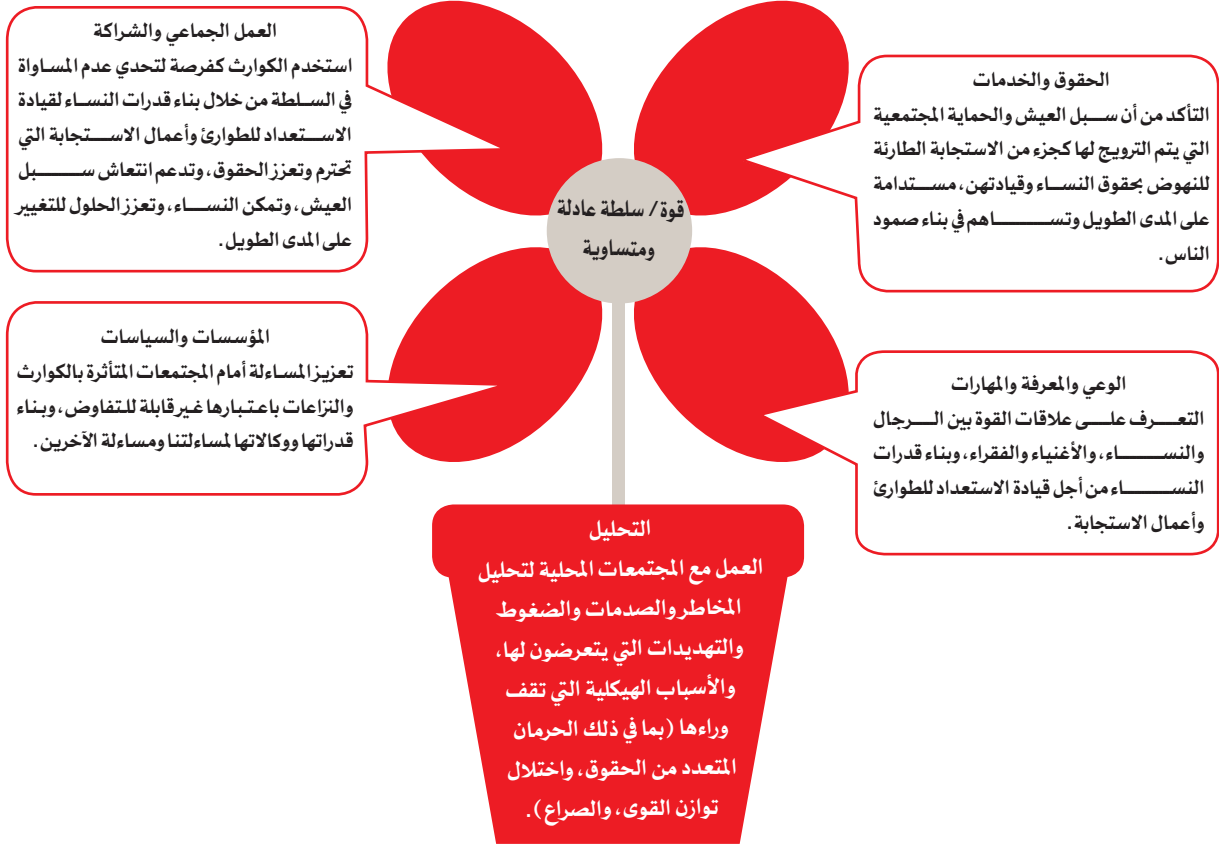 العمل الجماعي والشراكة
استخدم الكوارث كفرصة لتحدي عدم المساواة
في السلطة من خلال بناء قدرات النساء لقيادة
الاستعداد للطوارئ وأعمال الاستجابة التي
تحترم وتعزز الحقوق، وتدعم انتعاش سبل
العيش، وتمكن النساء، وتعزز الحلول للتغيير
على المدى الطويل.
الحقوق والخدمات
التأكد من أن سبل العيش والحماية المجتمعية
التي يتم الترويج لها كجزء من الاستجابة الطارئة
للنهوض بحقوق النساء وقيادتهن، مستدامة
على المدى الطويل وتساهم في بناء صمود
الناس.
قوة/ سلطة عادلة
ومتساوية
المؤسسات والسياسات
تعزيز المساءلة أمام المجتمعات المتأثرة بالكوارث
والنزاعات باعتبارها غير قابلة للتفاوض، وبناء
قدراتها ووكالاتها لمساءلتنا ومساءلة الآخرين.
الوعي والمعرفة والمهارات
التعرف على علاقات القوة بين الرجال
والنساء، والأغنياء والفقراء، وبناء قدرات
النساء من أجل قيادة الاستعداد للطوارئ
وأعمال الاستجابة.
التحليل
العمل مع المجتمعات المحلية لتحليل
المخاطر والصدمات والضغوط
والتهديدات التي يتعرضون لها،
والأسباب الهيكلية التي تقف
وراءها (بما في ذلك الحرمان
المتعدد من الحقوق، واختلال
توازن القوى، والصراع).